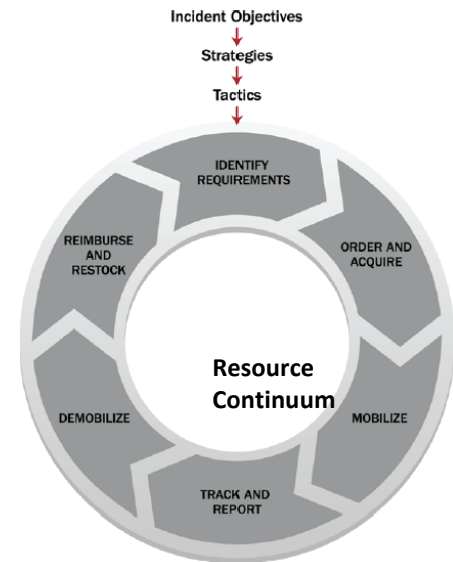 Incident Objectives
Strategies
Tactics
IDENTIFY
REQUIREMENTS
ORDER AND
ACQUIRE
MOBILIZE
TRACK AND
REPORT
DEMOBILIZE
REIMBURSE
AND
RESTOCK
Resource
Continuum